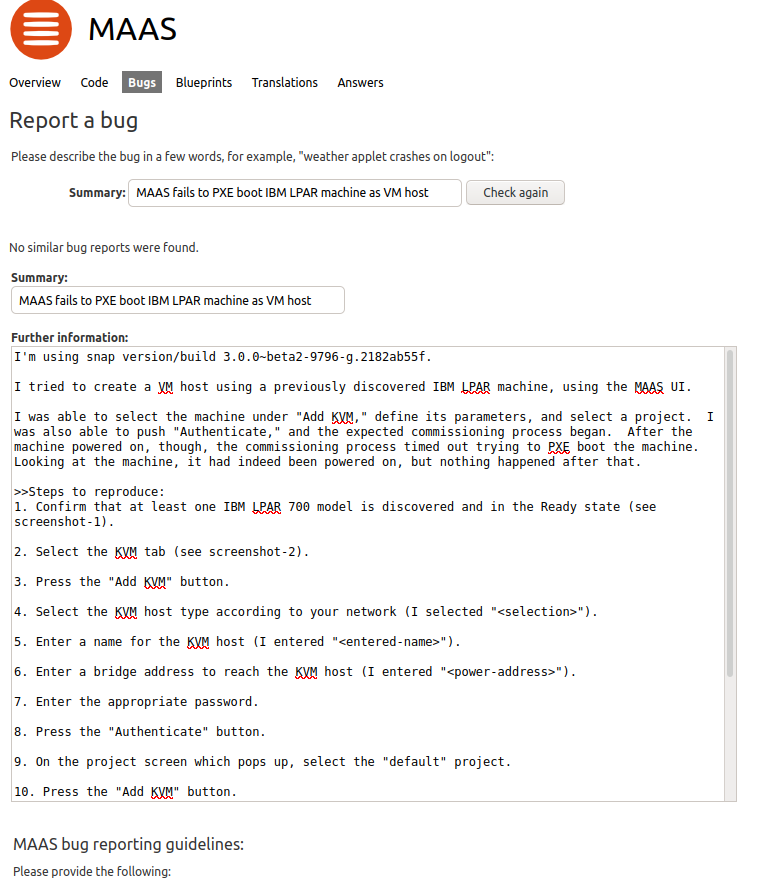 MAAS
Overview Code Bugs Blueprints Translations Answers
Report a bug
Please describe the bug in a few words, for example, "weather applet crashes on logout":
Summary: MAAS fails to PXE boot IBM LPAR machine as VM host Check again
No similar bug reports were found.
Summary:
MAAS fails to PXE boot IBM LPAR machine as VM host
Further information:
I'm using snap version/build 3.0.0~beta2-9796-g.2182ab55f.
I tried to create a VM host using a previously discovered IBM LPAR machine, using the MAAS UI.
I was able to select the machine under "Add KVM," define its parameters, and select a project.  I
was also able to push "Authenticate," and the expected commissioning process began.  After the
machine powered on, though, the commissioning process timed out trying to PXE boot the machine.
Looking at the machine, it had indeed been powered on, but nothing happened after that.
>>Steps to reproduce:
1. Confirm that at least one IBM LPAR 700 model is discovered and in the Ready state (see
screenshot-1).
2. Select the KVM tab (see screenshot-2).
3. Press the "Add KVM" button.
4. Select the KVM host type according to your network (I selected "<selection>").
5. Enter a name for the KVM host (I entered "<entered-name>").
6. Enter a bridge address to reach the KVM host (I entered "<power-address>").
7. Enter the appropriate password.
8. Press the "Authenticate" button.
9. On the project screen which pops up, select the "default" project.
10. Press the "Add KVM" button.
MAAS bug reporting guidelines:
Please provide the following: